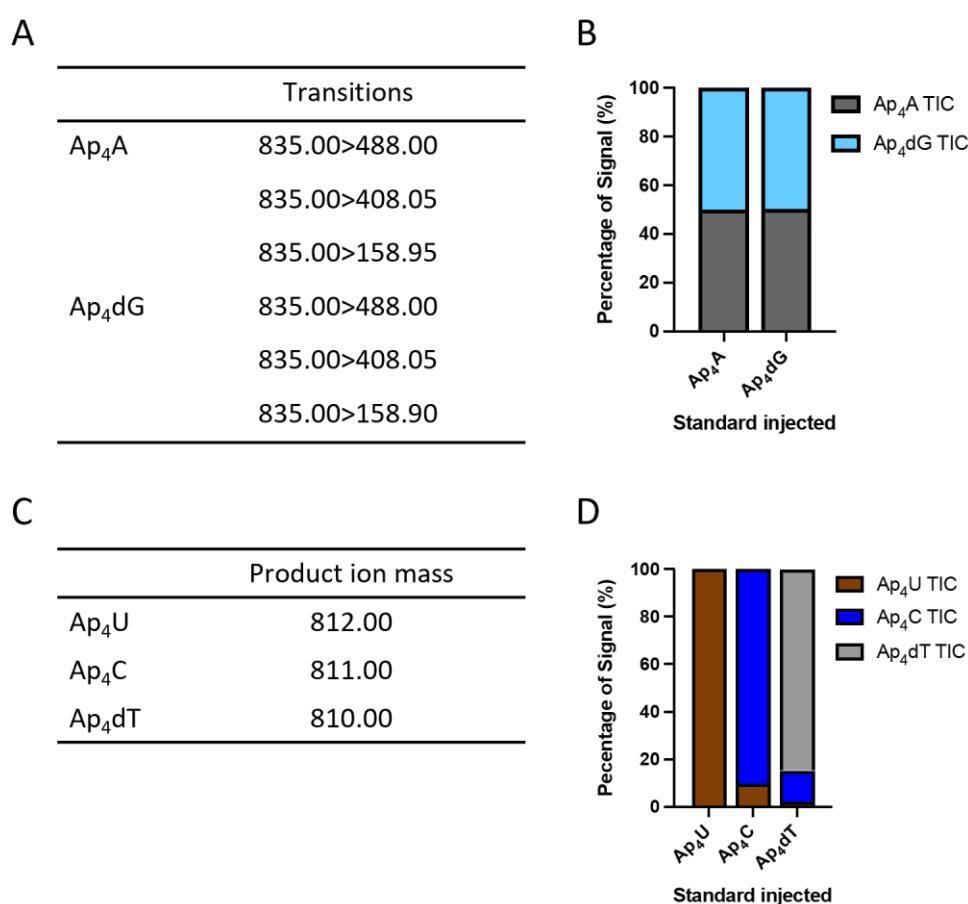 A
Transitions
Ap₄A 835.00>488.00
835.00>408.05
835.00>158.95
Ap₄dG 835.00>488.00
835.00>408.05
835.00>158.90
B
Percentage of Signal (%)
100
80
60
40
20
0
Ap₄A
Ap₄dG
Standard injected
Ap₄A TIC
Ap₄dG TIC
C
Product ion mass
Ap₄U 812.00
Ap₄C 811.00
Ap₄dT 810.00
D
Pecentage of Signal (%)
100
80
60
40
20
0
Ap₄U
Ap₄C
Ap₄dT
Standard injected
Ap₄U TIC
Ap₄C TIC
Ap₄dT TIC